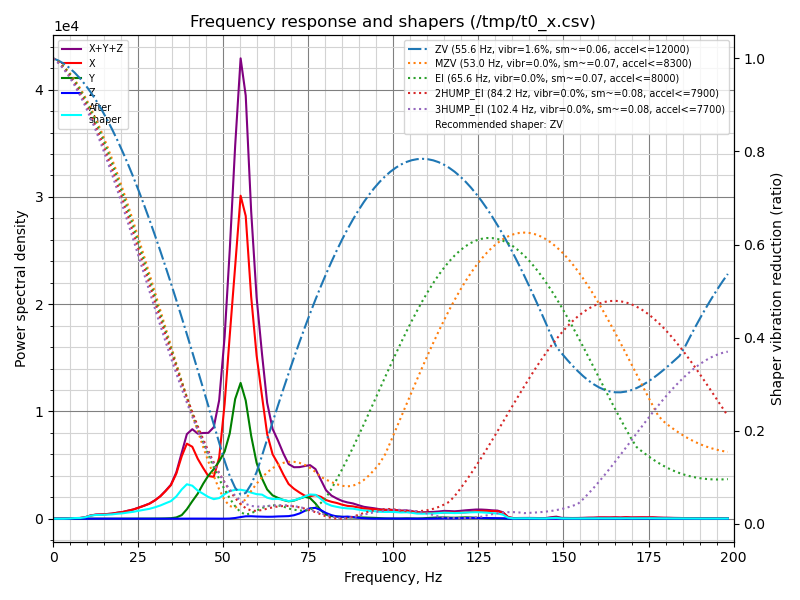 Frequency response and shapers (/tmp/t0_x.csv)
1e4
X+Y+Z
X
Y
Z
After
shaper
ZV (55.6 Hz, vibr=1.6%, sm~=0.06, accel<=12000)
MZV (53.0 Hz, vibr=0.0%, sm~=0.07, accel<=8300)
EI (65.6 Hz, vibr=0.0%, sm~=0.07, accel<=8000)
2HUMP_EI (84.2 Hz, vibr=0.0%, sm~=0.08, accel<=7900)
3HUMP_EI (102.4 Hz, vibr=0.0%, sm~=0.08, accel<=7700)
Recommended shaper: ZV
Power spectral density
4
3
2
1
0
Shaper vibration reduction (ratio)
1.0
0.8
0.6
0.4
0.2
0.0
0 25 50 75 100 125 150 175 200
Frequency, Hz